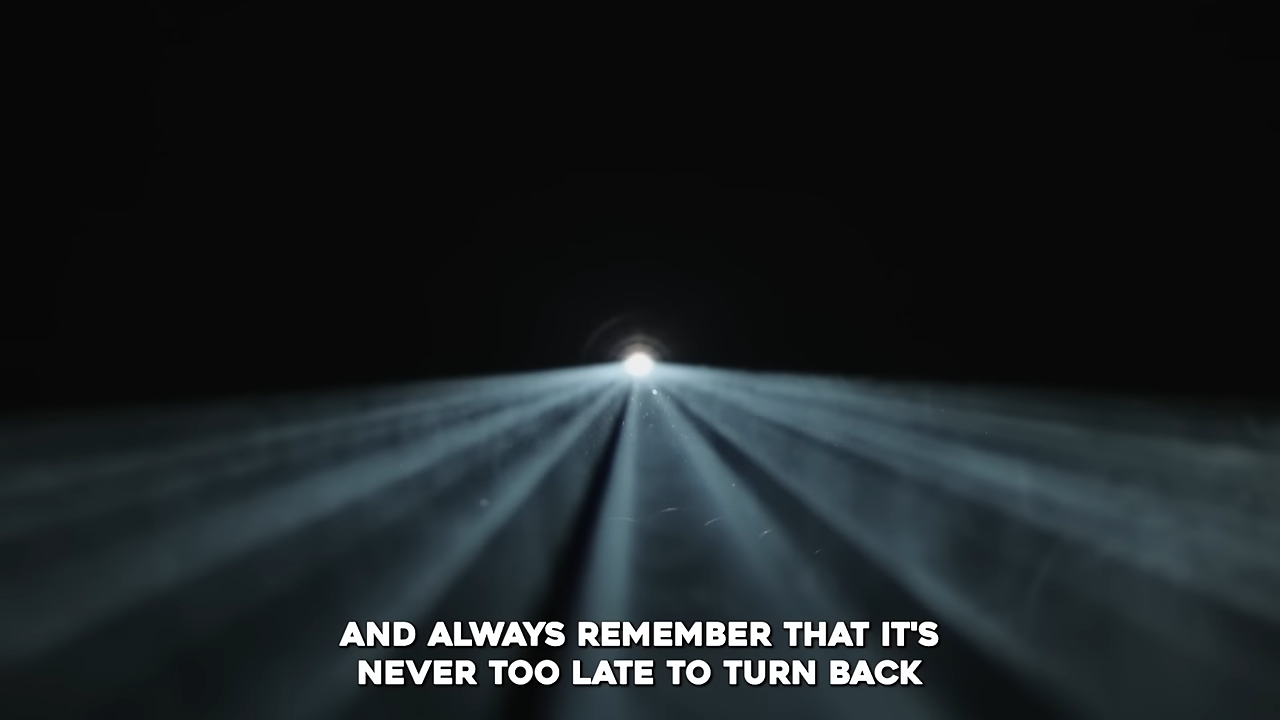 AND ALWAYS REMEMBER THAT IT'S
NEVER TOO LATE TO TURN BACK